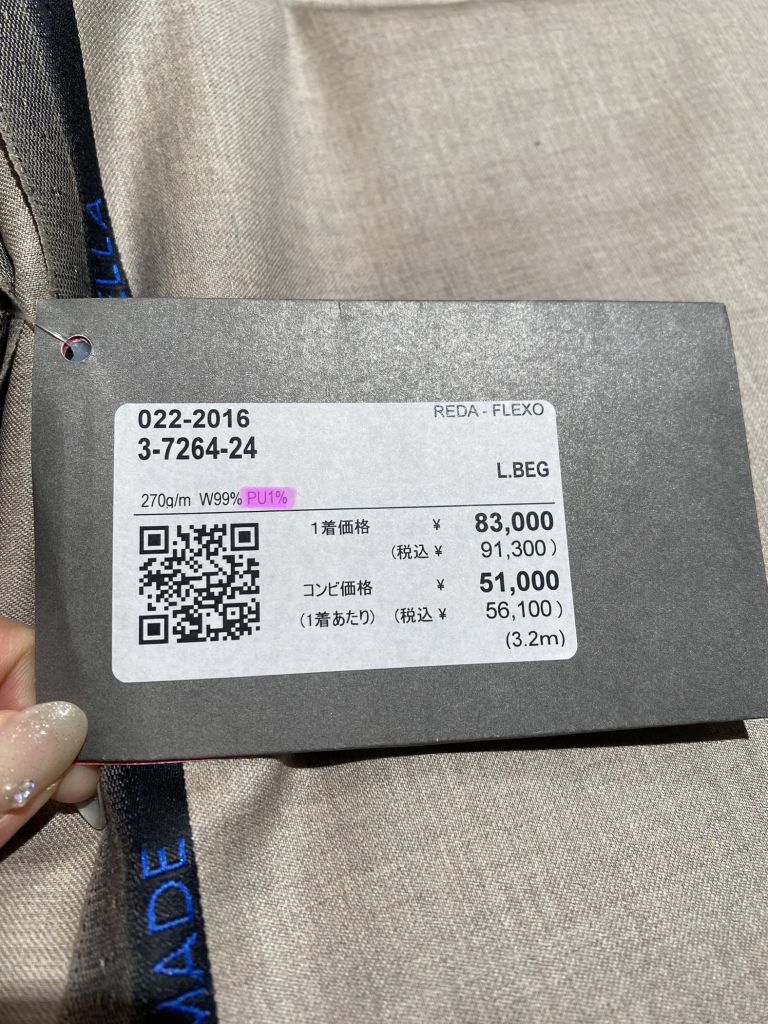 ELLA
022-2016
REDA - FLEXO
3-7264-24
L.BEG
270g/m W99% PU1%
1着価格 ¥ 83,000
(税込 ¥ 91,300 )
コンビ価格 ¥ 51,000
(1着あたり) (税込 ¥ 56,100 )
(3.2m)
MADE